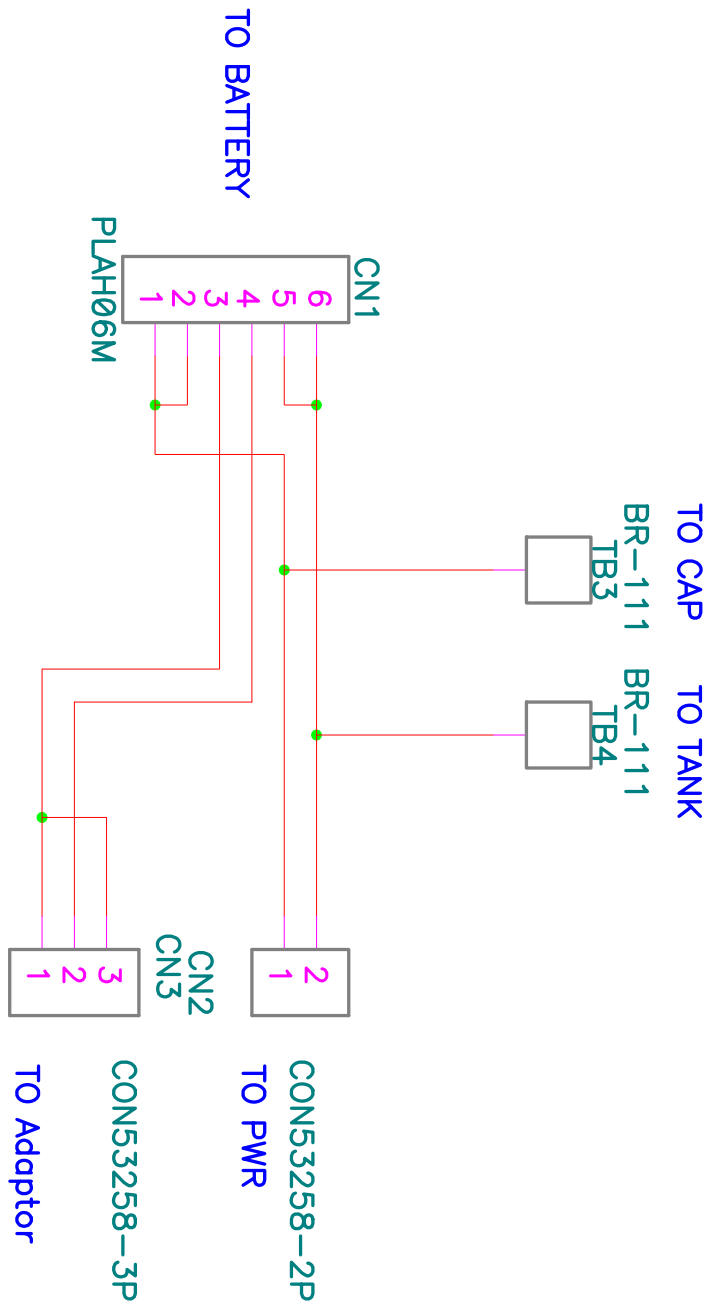 TO CAP
TO TANK
BR-111
BR-111
TB3
TB4
CN1
6
5
4
3
2
1
TO BATTERY
PLAH06M
2
1
CON53258-2P
TO PWR
CN2
CN3
3
2
1
CON53258-3P
TO Adaptor